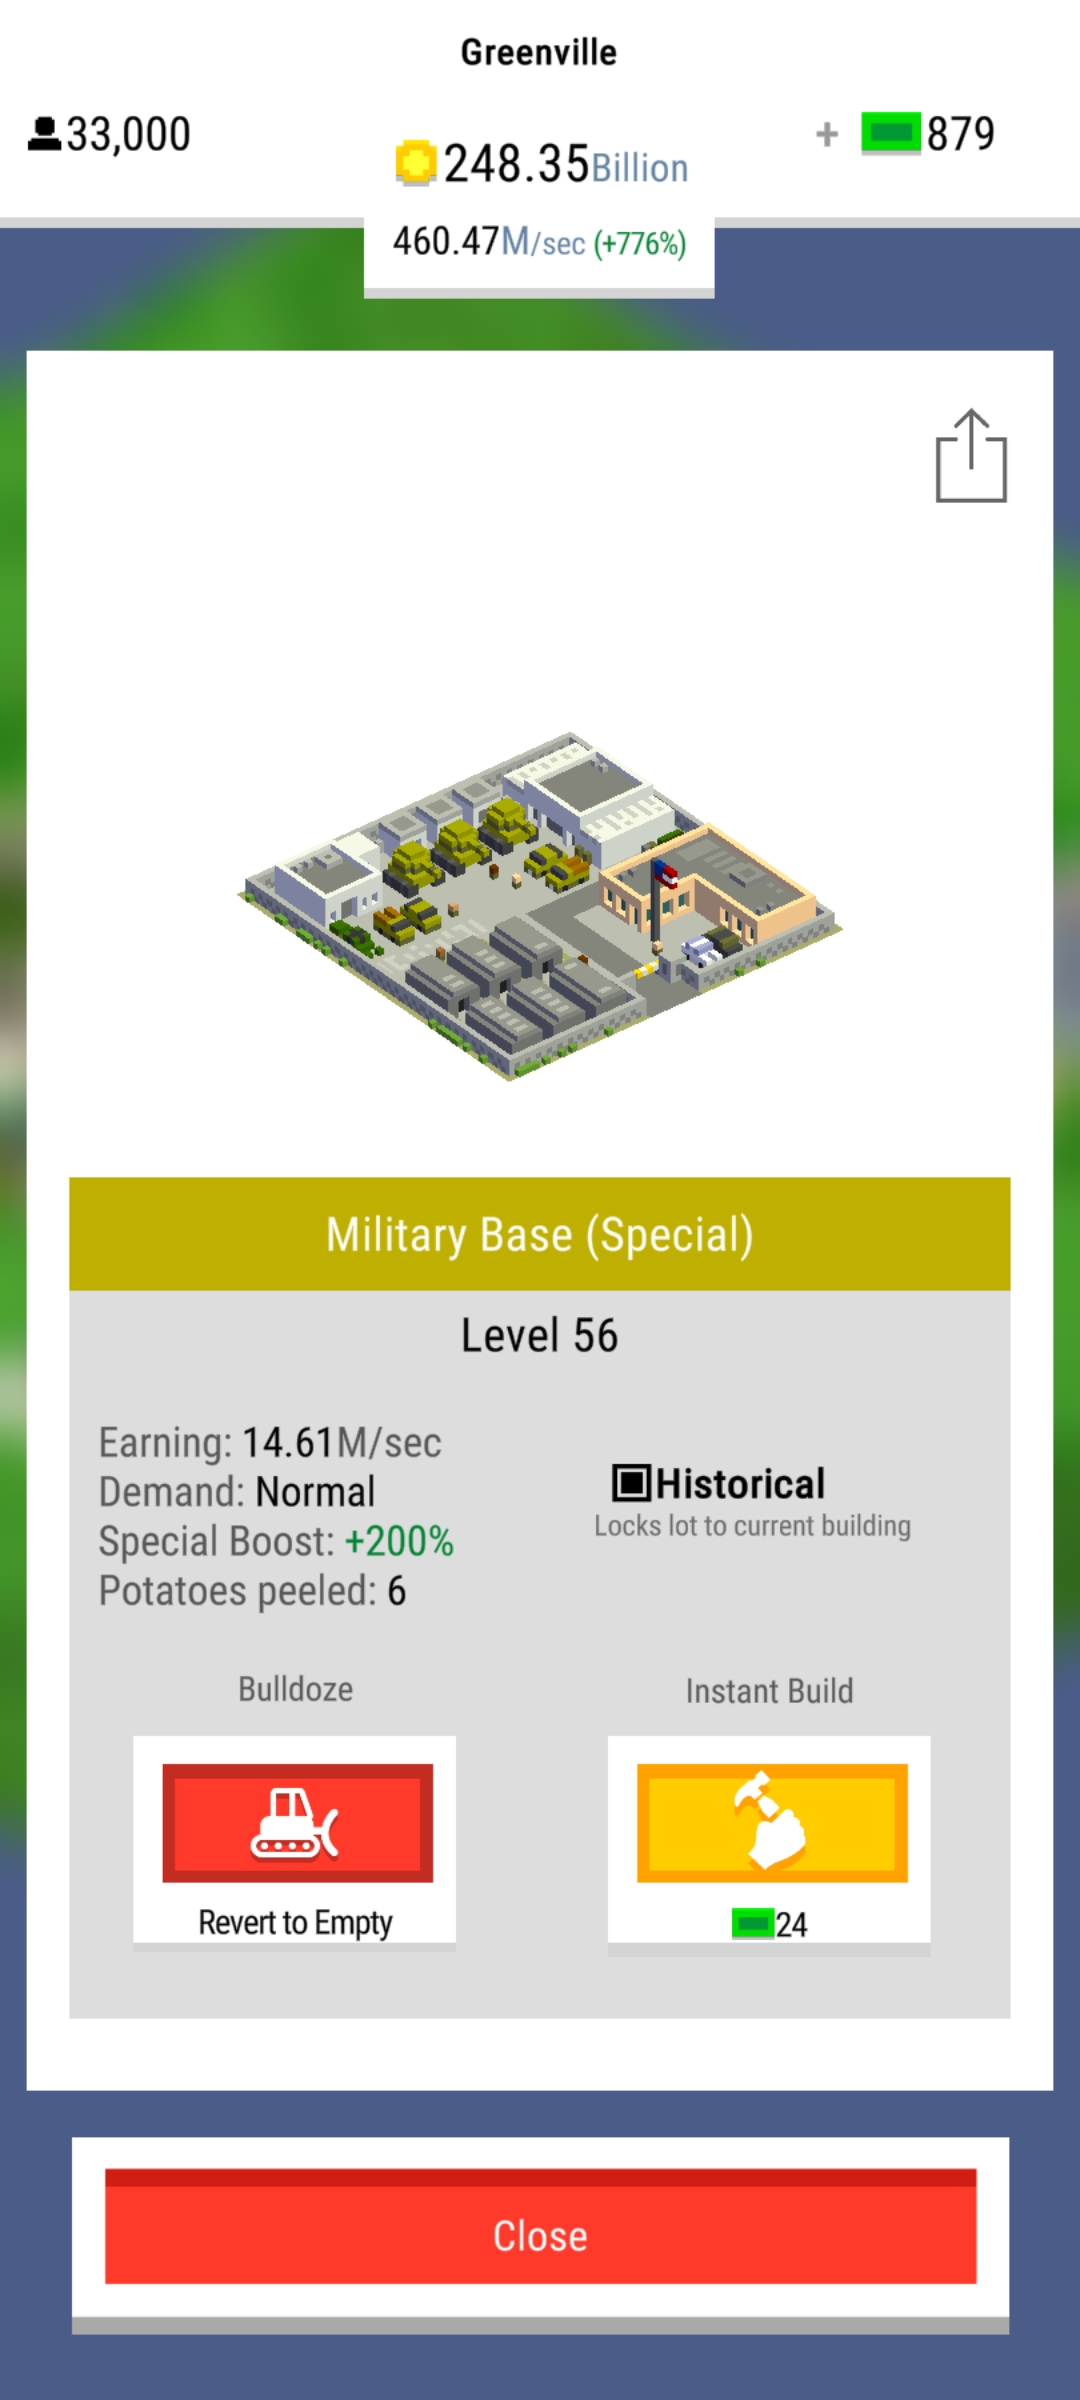 Greenville
33,000
248.35Billion
+ 879
460.47M/sec (+776%)
Military Base (Special)
Level 56
Earning: 14.61M/sec
Demand: Normal
Special Boost: +200%
Potatoes peeled: 6
Historical
Locks lot to current building
Bulldoze
Revert to Empty
Instant Build
24
Close